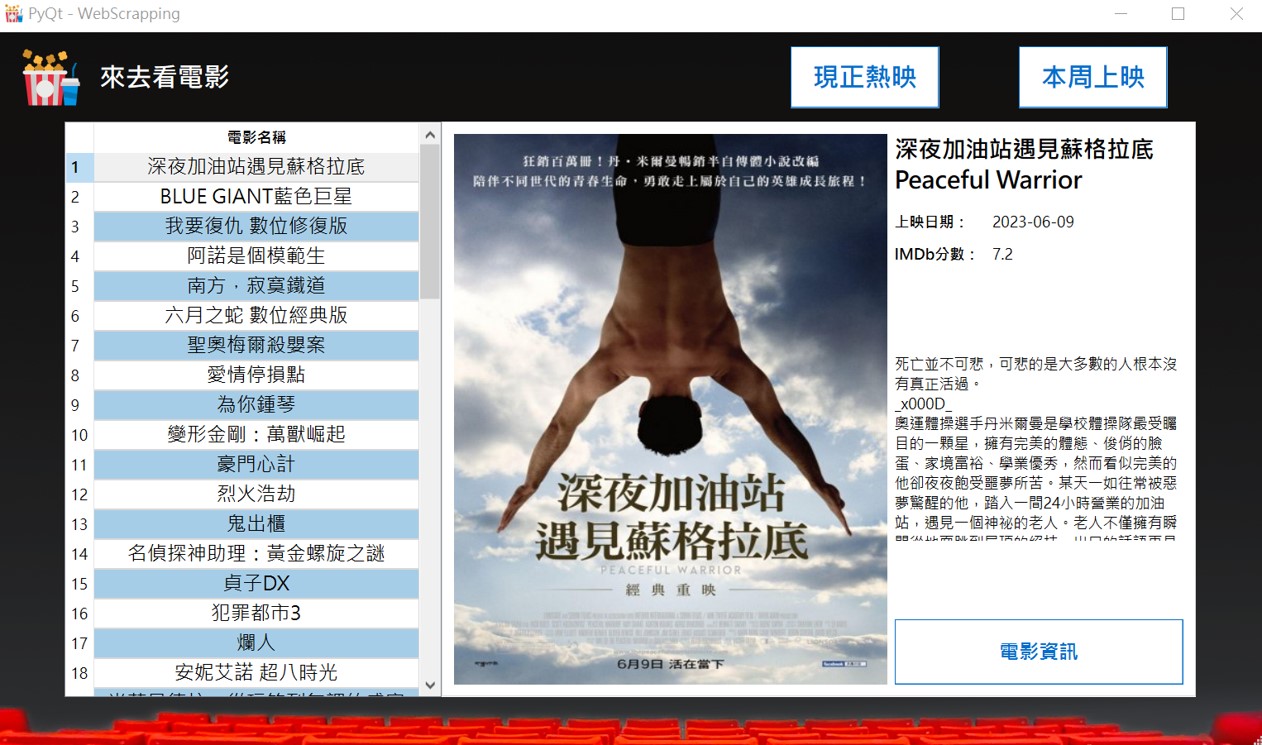 PyQt - WebScrapping
來去看電影
現正熱映
本周上映
電影名稱
1 深夜加油站遇見蘇格拉底
2 BLUE GIANT藍色巨星
3 我要復仇 數位修復版
4 阿諾是個模範生
5 南方，寂寞鐵道
6 六月之蛇 數位經典版
7 聖奧梅爾殺嬰案
8 愛情停損點
9 為你鍾琴
10 變形金剛：萬獸崛起
11 豪門心計
12 烈火浩劫
13 鬼出櫃
14 名偵探神助理：黃金螺旋之謎
15 貞子DX
16 犯罪都市3
17 爛人
18 安妮艾諾 超八時光
狂銷百萬冊！丹・米爾曼暢銷半自傳體小說改編
陪伴不同世代的青春生命，勇敢走上屬於自己的英雄成長旅程！
深夜加油站
遇見蘇格拉底
PEACEFUL WARRIOR
經典重映
6月9日 活在當下
深夜加油站遇見蘇格拉底
Peaceful Warrior
上映日期： 2023-06-09
IMDb分數： 7.2
死亡並不可悲，可悲的是大多數的人根本沒
有真正活過。
_x000D_
奧運體操選手丹米爾曼是學校體操隊最受矚
目的一顆星，擁有完美的體態、俊俏的臉
蛋、家境富裕、學業優秀，然而看似完美的
他卻夜夜飽受噩夢所苦。某天一如往常被惡
夢驚醒的他，踏入一間24小時營業的加油
站，遇見一個神祕的老人。老人不僅擁有瞬
電影資訊